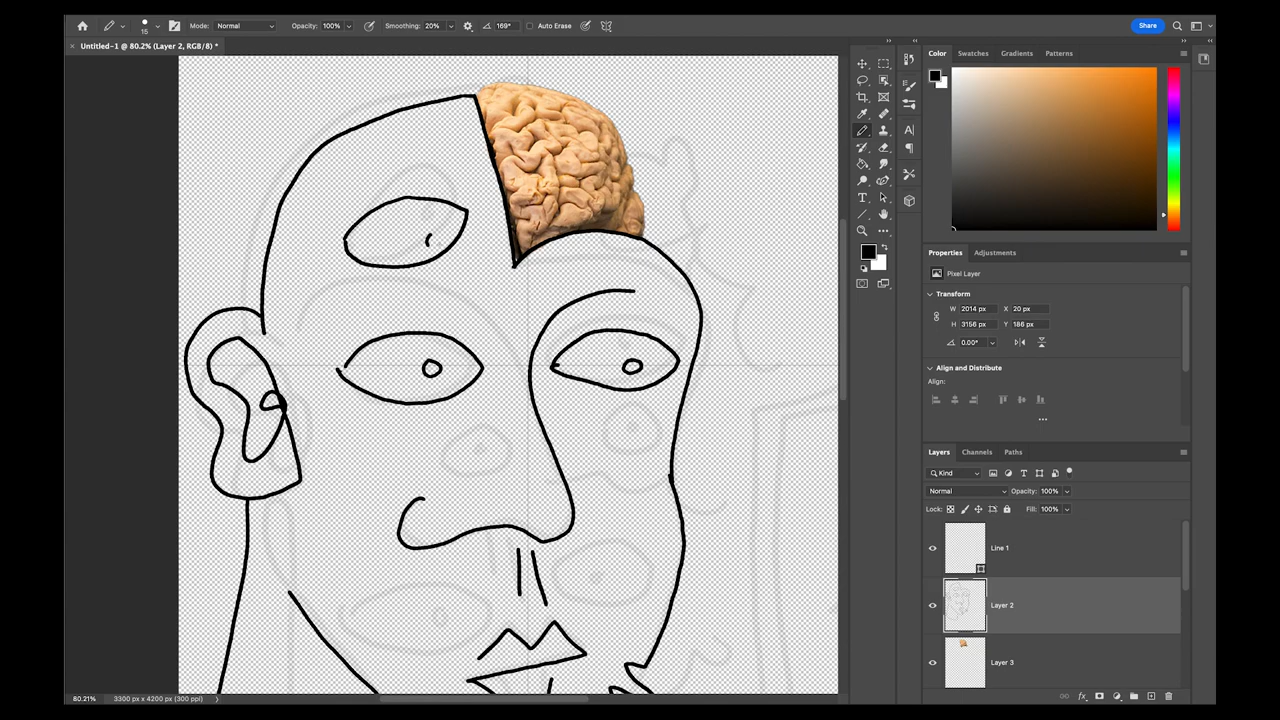 Mode: Normal Opacity: 100% Smoothing: 20% 169° Auto Erase Share
15
Untitled-1 @ 80.2% (Layer 2, RGB/8) *
Color Swatches Gradients Patterns
Properties Adjustments
Pixel Layer
Transform
W 2014 px X 20 px
H 3156 px Y 186 px
0.00°
Align and Distribute
Align:
Layers Channels Paths
Kind
Normal Opacity: 100%
Lock: Fill: 100%
Line 1
Layer 2
Layer 3
80.21% 3300 px x 4200 px (300 ppi)